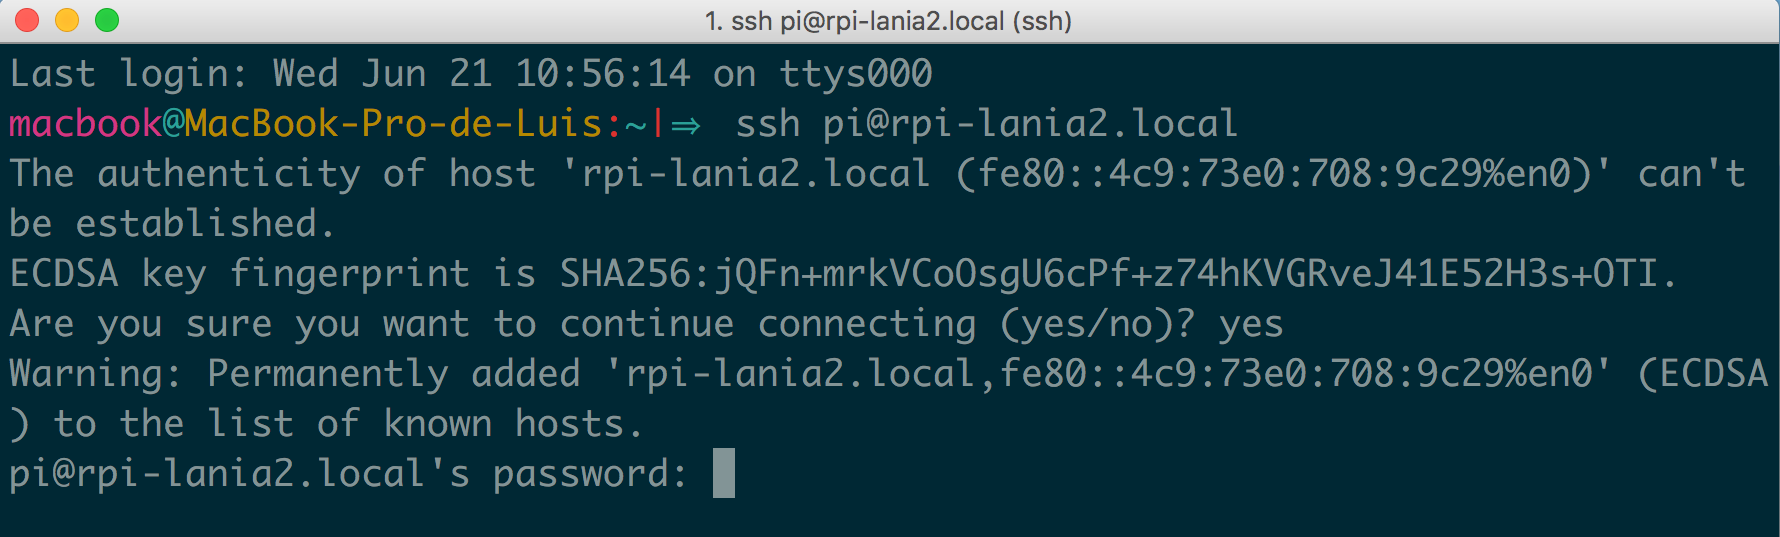 1. ssh pi@rpi-lania2.local (ssh)
Last login: Wed Jun 21 10:56:14 on ttys000
macbook@MacBook-Pro-de-Luis:~|⇒ ssh pi@rpi-lania2.local
The authenticity of host 'rpi-lania2.local (fe80::4c9:73e0:708:9c29%en0)' can't
be established.
ECDSA key fingerprint is SHA256:jQFn+mrkVCoOsgU6cPf+z74hKVGRveJ41E52H3s+OTI.
Are you sure you want to continue connecting (yes/no)? yes
Warning: Permanently added 'rpi-lania2.local,fe80::4c9:73e0:708:9c29%en0' (ECDSA
) to the list of known hosts.
pi@rpi-lania2.local's password: